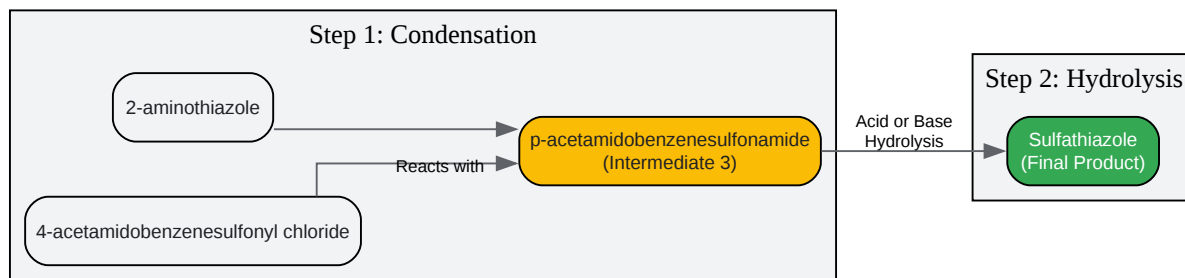 Step 1: Condensation
2-aminothiazole
4-acetamidobenzenesulfonyl chloride
Reacts with
p-acetamidobenzenesulfonamide
(Intermediate 3)
Acid or Base
Hydrolysis
Step 2: Hydrolysis
Sulfathiazole
(Final Product)